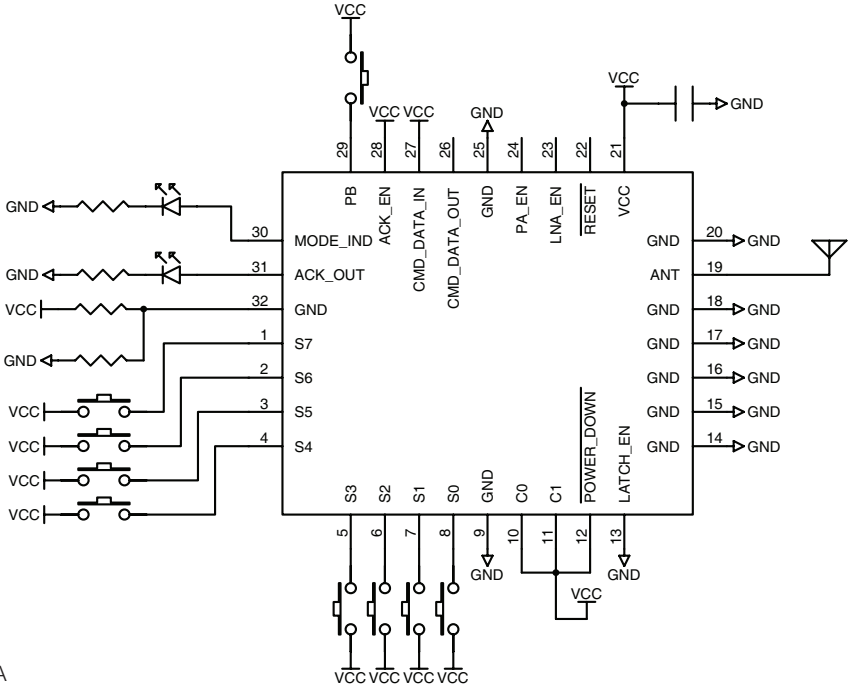 VCC
VCC VCC
GND
VCC
GND
29
28
27
26
25
24
23
22
21
PB
ACK_EN
CMD_DATA_IN
CMD_DATA_OUT
GND
PA_EN
LNA_EN
RESET
VCC
GND
30
MODE_IND
GND
31
ACK_OUT
VCC
32
GND
GND
1
S7
2
S6
VCC
3
S5
VCC
4
S4
VCC
VCC
GND
20
GND
ANT
19
GND
18
GND
GND
17
GND
GND
16
GND
GND
15
GND
GND
14
GND
S3
S2
S1
S0
GND
C0
C1
POWER_DOWN
LATCH_EN
5
6
7
8
9
10
11
12
13
GND
GND
VCC
VCC VCC VCC VCC
A